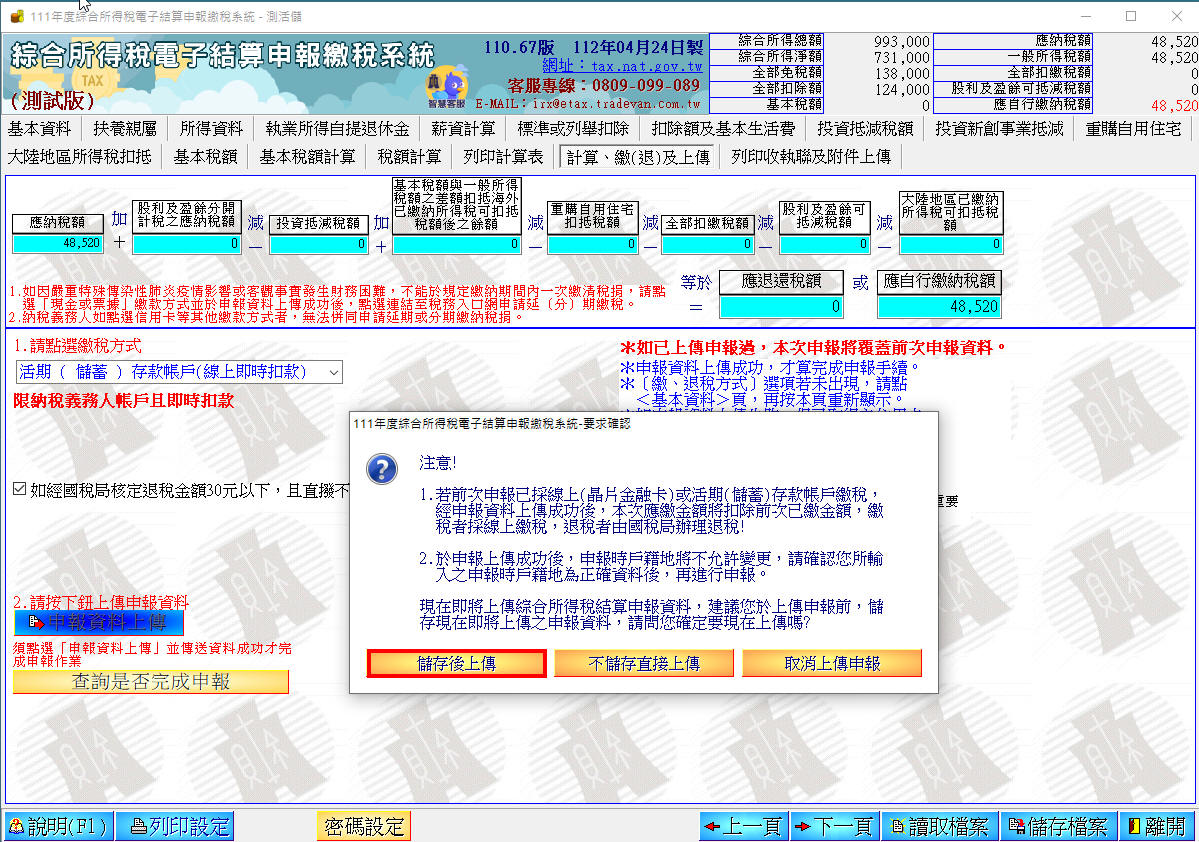 111年度綜合所得稅電子結算申報繳稅系統 - 測活儲
綜合所得稅電子結算申報繳稅系統
TAX
(測試版)
110.67版 112年04月24日製
網址：tax.nat.gov.tw
客服專線：0809-099-089
E-MAIL：irx@etax.tradevan.com.tw
智慧客服
綜合所得總額 993,000 應納稅額 48,520
綜合所得淨額 731,000 一般所得稅額 48,520
全部免稅額 138,000 全部扣繳稅額 0
全部扣除額 124,000 股利及盈餘可抵減稅額 0
基本稅額 0 應自行繳納稅額 48,520
基本資料 扶養親屬 所得資料 執業所得自提退休金 薪資計算 標準或列舉扣除 扣除額及基本生活費 投資抵減稅額 投資新創事業抵減 重購自用住宅
大陸地區所得稅扣抵 基本稅額 基本稅額計算 稅額計算 列印計算表 計算、繳(退)及上傳 列印收執聯及附件上傳
應納稅額
48,520
加
＋
股利及盈餘分開
計稅之應納稅額
0
減
－
投資抵減稅額
0
加
＋
基本稅額與一般所得
稅額之差額扣抵海外
已繳納所得稅可扣抵
稅額後之餘額
0
減
－
重購自用住宅
扣抵稅額
0
減
－
全部扣繳稅額
0
減
－
股利及盈餘可
抵減稅額
0
減
－
大陸地區已繳納
所得稅可扣抵稅
額
0
1.如因嚴重特殊傳染性肺炎疫情影響或客觀事實發生財務困難，不能於規定繳納期間內一次繳清稅捐，請點
選「現金或票據」繳款方式並於申報資料上傳成功後，點選連結至稅務入口網申請延（分）期繳稅。
2.納稅義務人如點選信用卡等其他繳款方式者，無法併同申請延期或分期繳納稅捐。
等於
＝
應退還稅額
0
或
應自行繳納稅額
48,520
1.請點選繳稅方式
活期（ 儲蓄 ）存款帳戶(線上即時扣款)
限納稅義務人帳戶且即時扣款
＊如已上傳申報過，本次申報將覆蓋前次申報資料。
＊申報資料上傳成功，才算完成申報手續。
＊〔繳、退稅方式〕選項若未出現，請點
＜基本資料＞頁，再按本頁重新顯示。
如經國稅局核定退稅金額30元以下，且直撥不
重要
2.請按下鈕上傳申報資料
申報資料上傳
須點選「申報資料上傳」並傳送資料成功才完
成申報作業
查詢是否完成申報
111年度綜合所得稅電子結算申報繳稅系統-要求確認
注意!
1.若前次申報已採線上(晶片金融卡)或活期(儲蓄)存款帳戶繳稅，
經申報資料上傳成功後，本次應繳金額將扣除前次已繳金額，繳
稅者採線上繳稅，退稅者由國稅局辦理退稅!
2.於申報上傳成功後，申報時戶籍地將不允許變更，請確認您所輸
入之申報時戶籍地為正確資料後，再進行申報。
現在即將上傳綜合所得稅結算申報資料，建議您於上傳申報前，儲
存現在即將上傳之申報資料，請問您確定要現在上傳嗎?
儲存後上傳 不儲存直接上傳 取消上傳申報
說明(F1) 列印設定 密碼設定 上一頁 下一頁 讀取檔案 儲存檔案 離開